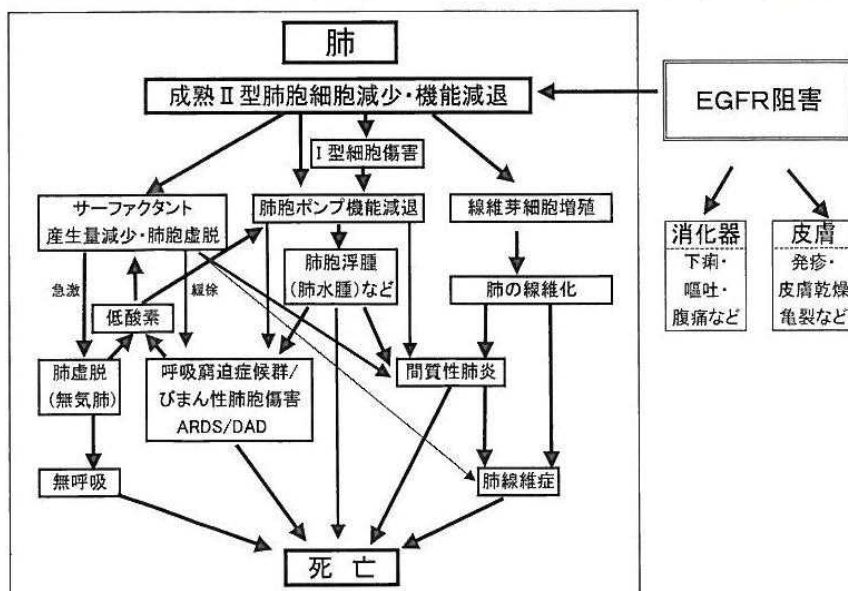 肺
成熟Ⅱ型肺胞細胞減少・機能減退
EGFR阻害
Ⅰ型細胞傷害
サーファクタント
産生量減少・肺胞虚脱
肺胞ポンプ機能減退
線維芽細胞増殖
消化器
下痢・
嘔吐・
腹痛など
皮膚
発疹・
皮膚乾燥・
亀裂など
肺胞浮腫
(肺水腫)など
肺の線維化
急激
緩徐
低酸素
肺虚脱
(無気肺)
呼吸窮迫症候群/
びまん性肺胞傷害
ARDS/DAD
間質性肺炎
無呼吸
肺線維症
死亡